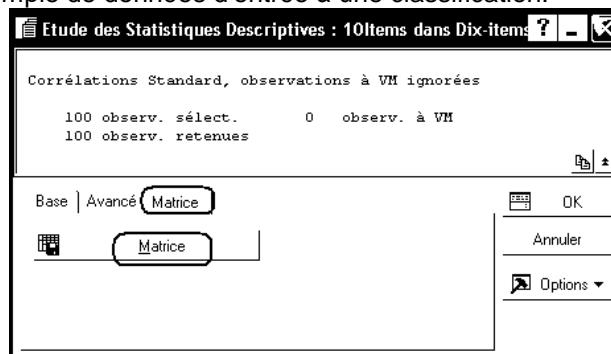 mple de données d'entrée à une classification.
Etude des Statistiques Descriptives : 10Items dans Dix-items ?
Corrélations Standard, observations à VM ignorées
100 observ. sélect. 0 observ. à VM
100 observ. retenues
Base Avancé Matrice
OK
Matrice
Annuler
Options